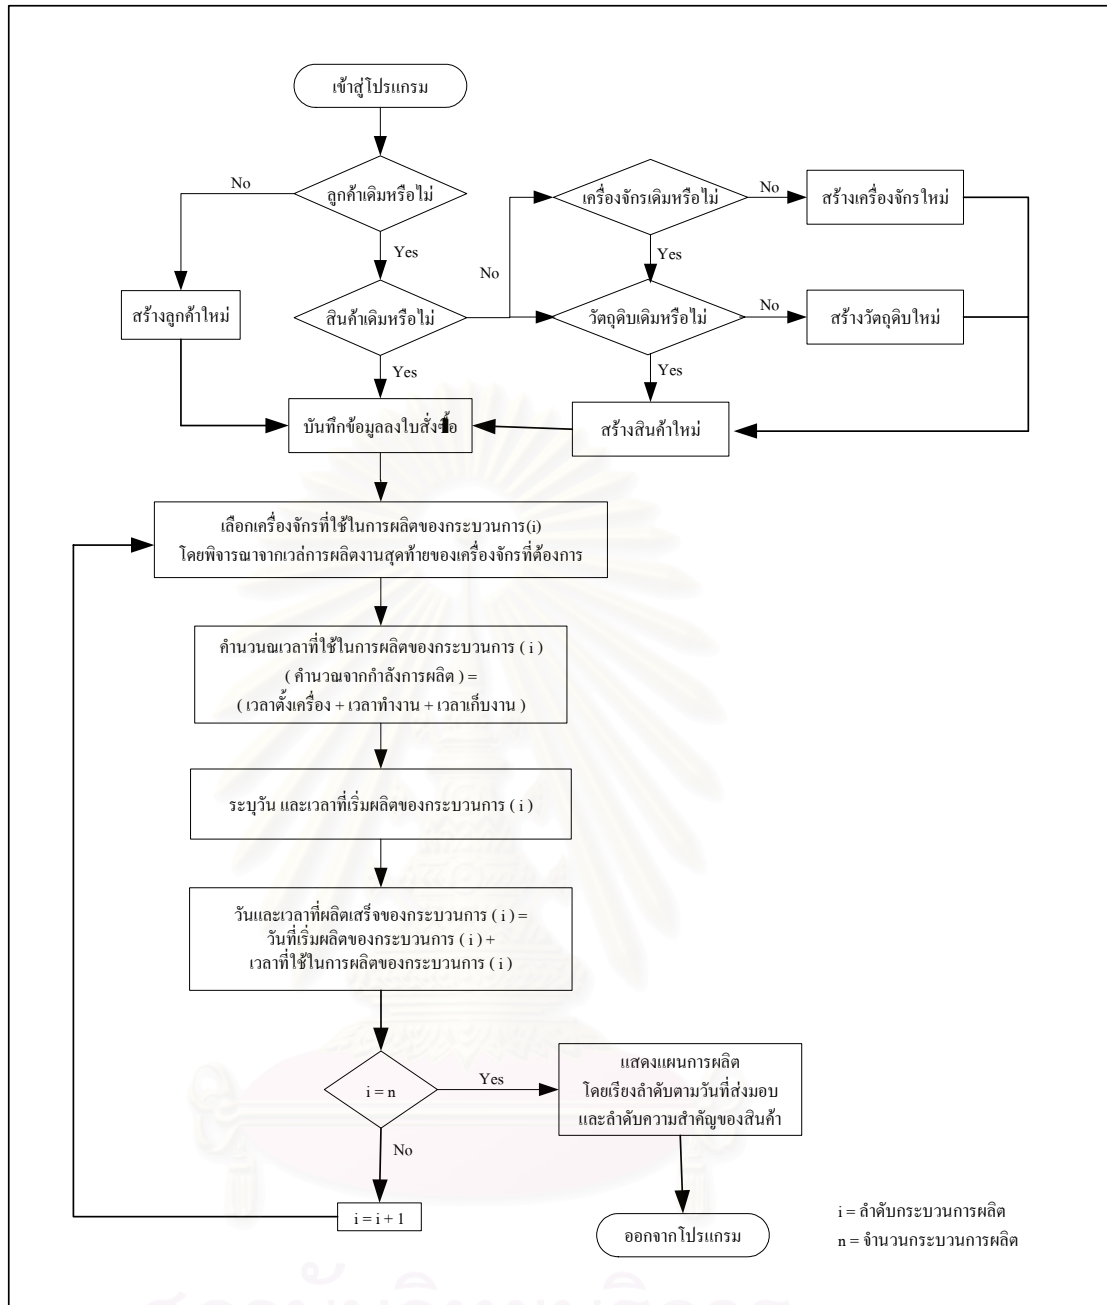 เข้าสู่โปรแกรม
ลูกค้าเดิมหรือไม่
No
Yes
เครื่องจักรเดิมหรือไม่
No
สร้างเครื่องจักรใหม่
Yes
No
สร้างลูกค้าใหม่
สินค้าเดิมหรือไม่
วัตถุดิบเดิมหรือไม่
No
สร้างวัตถุดิบใหม่
Yes
Yes
บันทึกข้อมูลลงใบสั่งซื้อ
สร้างสินค้าใหม่
เลือกเครื่องจักรที่ใช้ในการผลิตของกระบวนการ(i)
โดยพิจารณาจากเวล่การผลิตงานสุดท้ายของเครื่องจักรที่ต้องการ
คำนวนณเวลาที่ใช้ในการผลิตของกระบวนการ ( i )
( คำนวณจากกำลังการผลิต ) =
( เวลาตั้งเครื่อง + เวลาทำงาน + เวลาเก็บงาน )
ระบุวัน และเวลาที่เริ่มผลิตของกระบวนการ ( i )
วันและเวลาที่ผลิตเสร็จของกระบวนการ ( i ) =
วันที่เริ่มผลิตของกระบวนการ ( i ) +
เวลาที่ใช้ในการผลิตของกระบวนการ ( i )
i = n
Yes
แสดงแผนการผลิต
โดยเรียงลำดับตามวันที่ส่งมอบ
และลำดับความสำคัญของสินค้า
No
i = i + 1
ออกจากโปรแกรม
i = ลำดับกระบวนการผลิต
n = จำนวนกระบวนการผลิต